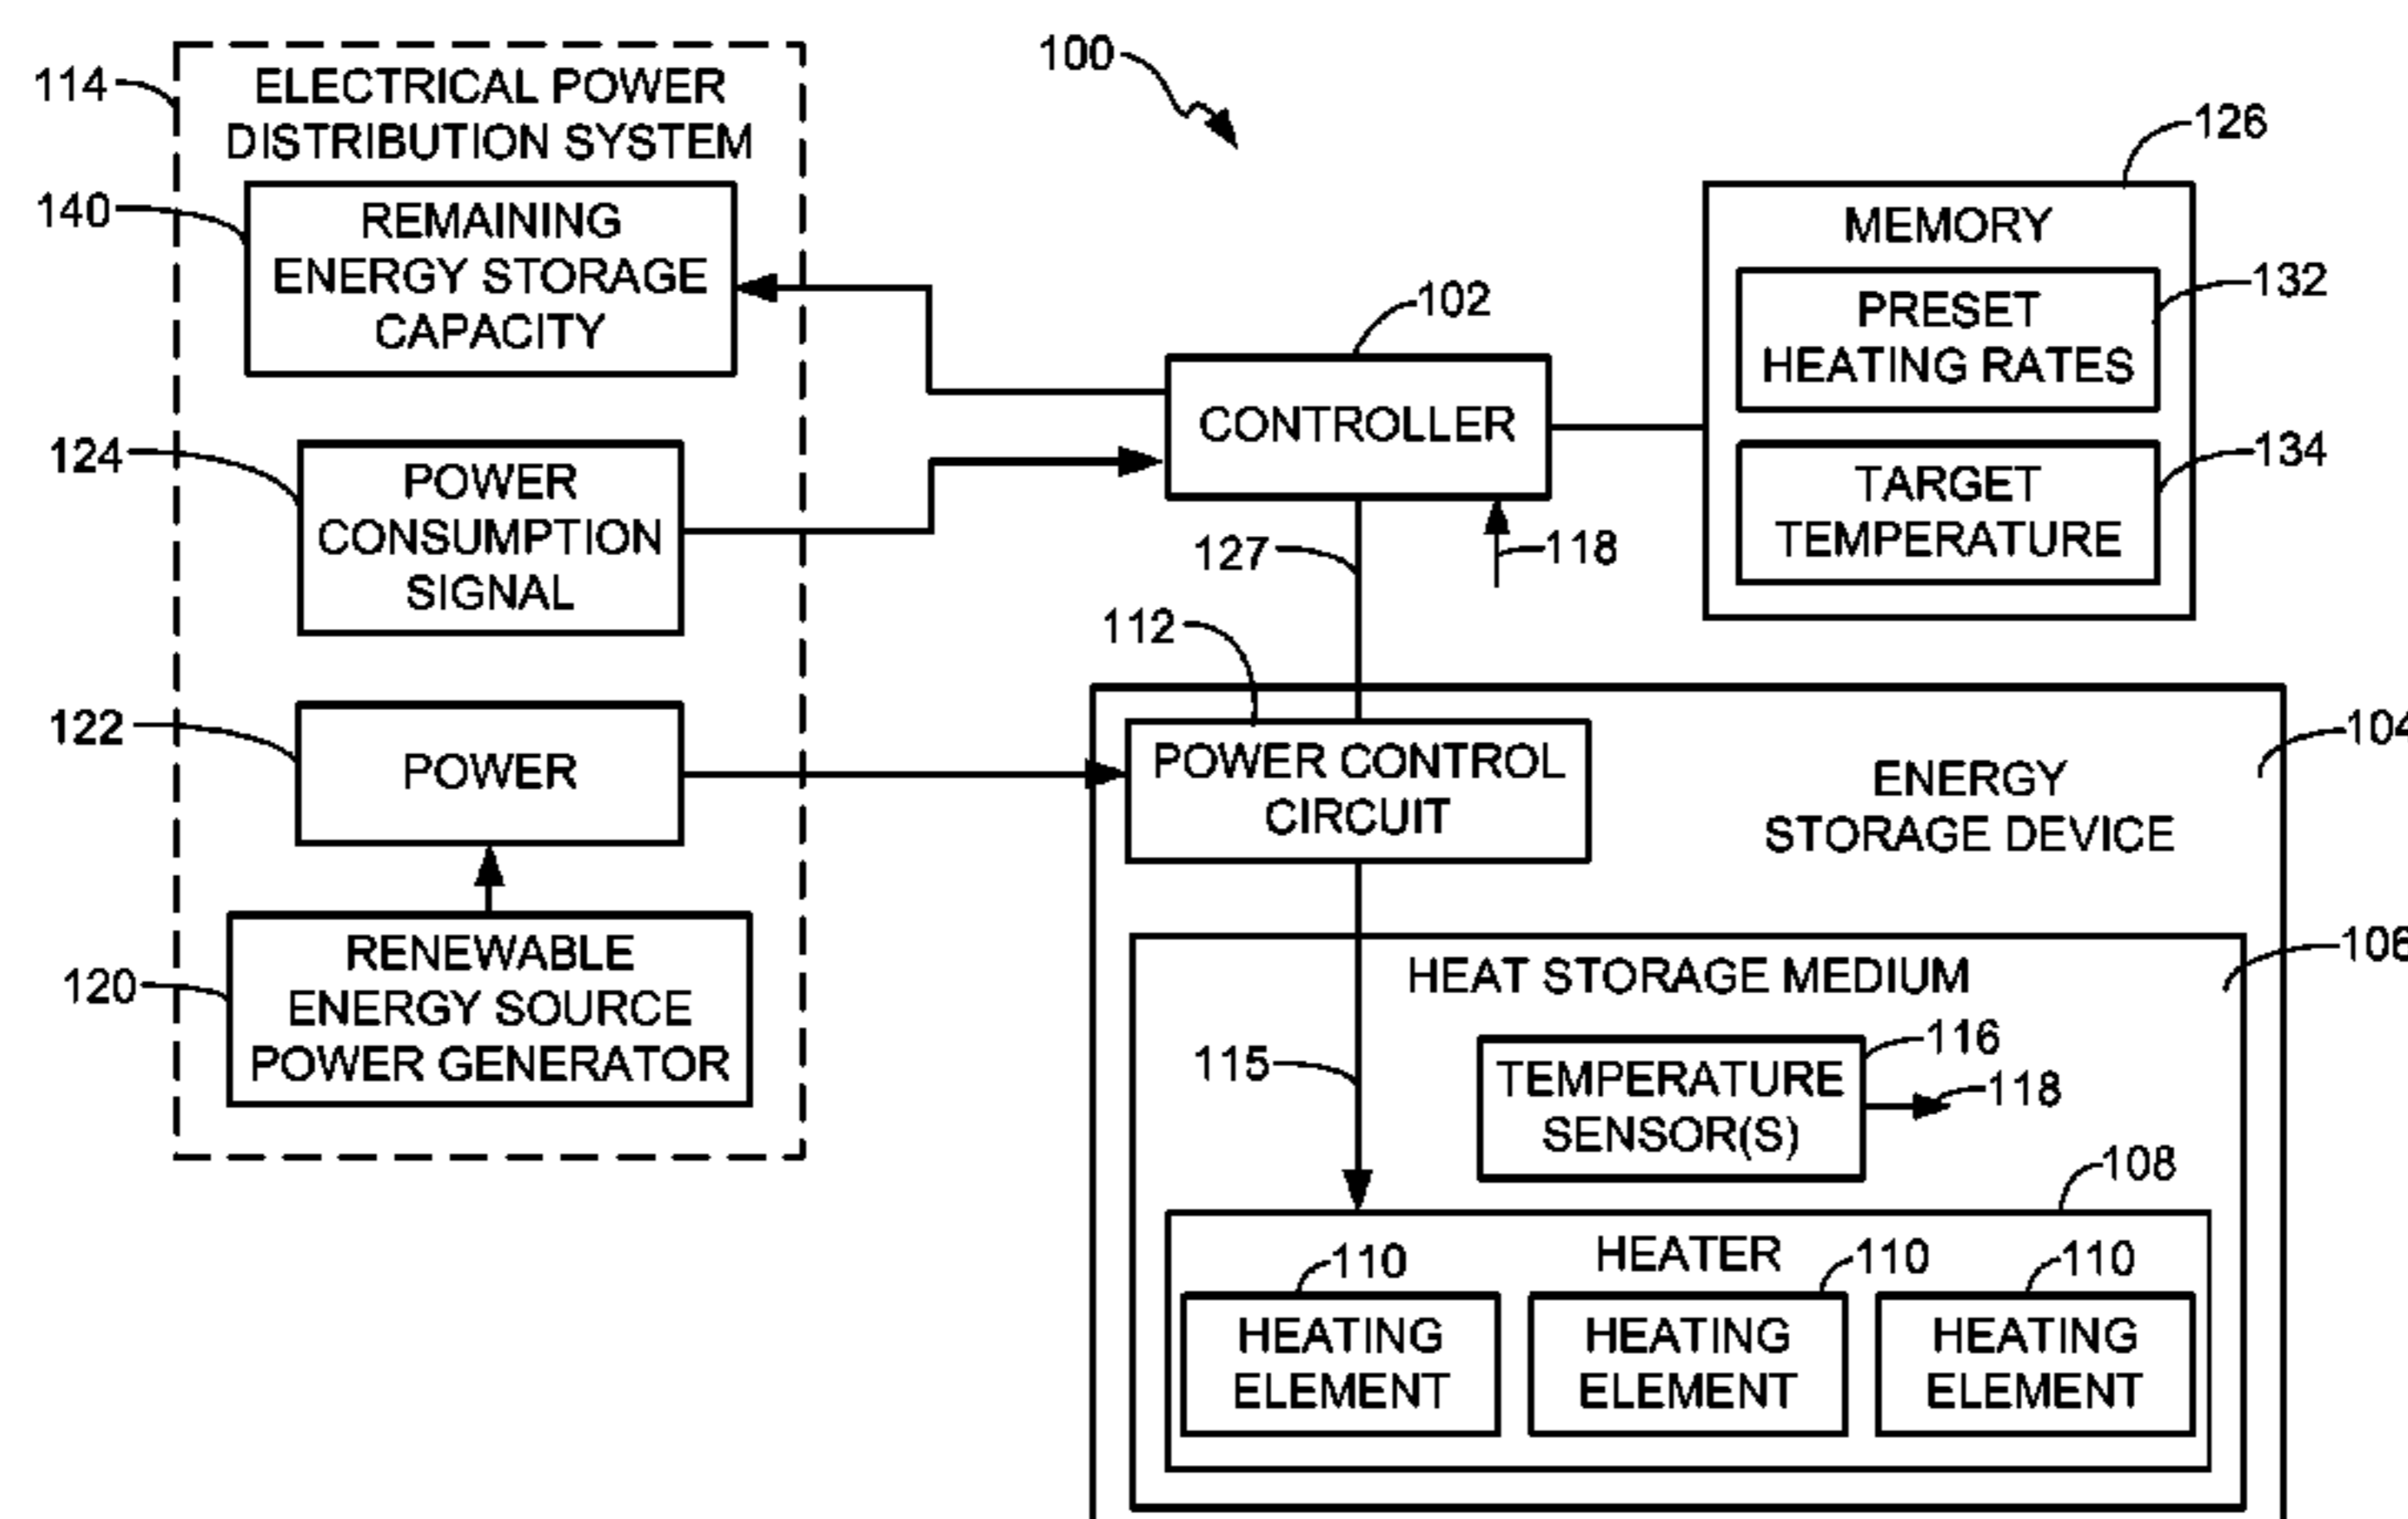 100
114
ELECTRICAL POWER
DISTRIBUTION SYSTEM
140
REMAINING
ENERGY STORAGE
CAPACITY
124
POWER
CONSUMPTION
SIGNAL
122
POWER
120
RENEWABLE
ENERGY SOURCE
POWER GENERATOR
102
CONTROLLER
127
118
126
MEMORY
132
PRESET
HEATING RATES
134
TARGET
TEMPERATURE
112
POWER CONTROL
CIRCUIT
104
ENERGY
STORAGE DEVICE
106
HEAT STORAGE MEDIUM
115
116
TEMPERATURE
SENSOR(S)
118
108
HEATER
110
110
110
HEATING
ELEMENT
HEATING
ELEMENT
HEATING
ELEMENT